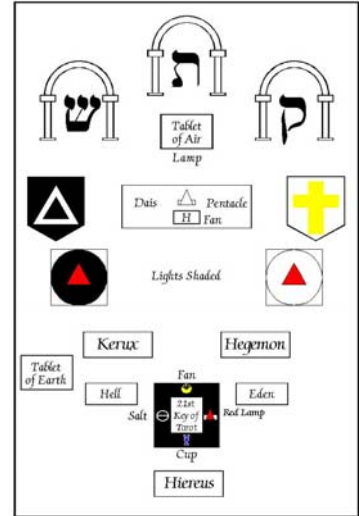 ת
ש ק
Tablet
of Air
Lamp
Dais Pentacle
H Fan
Lights Shaded
Kerux Hegemon
Tablet
of Earth
Hell Fan Eden
Salt 21st
Key of
Tarot Red Lamp
Cup
Hiereus